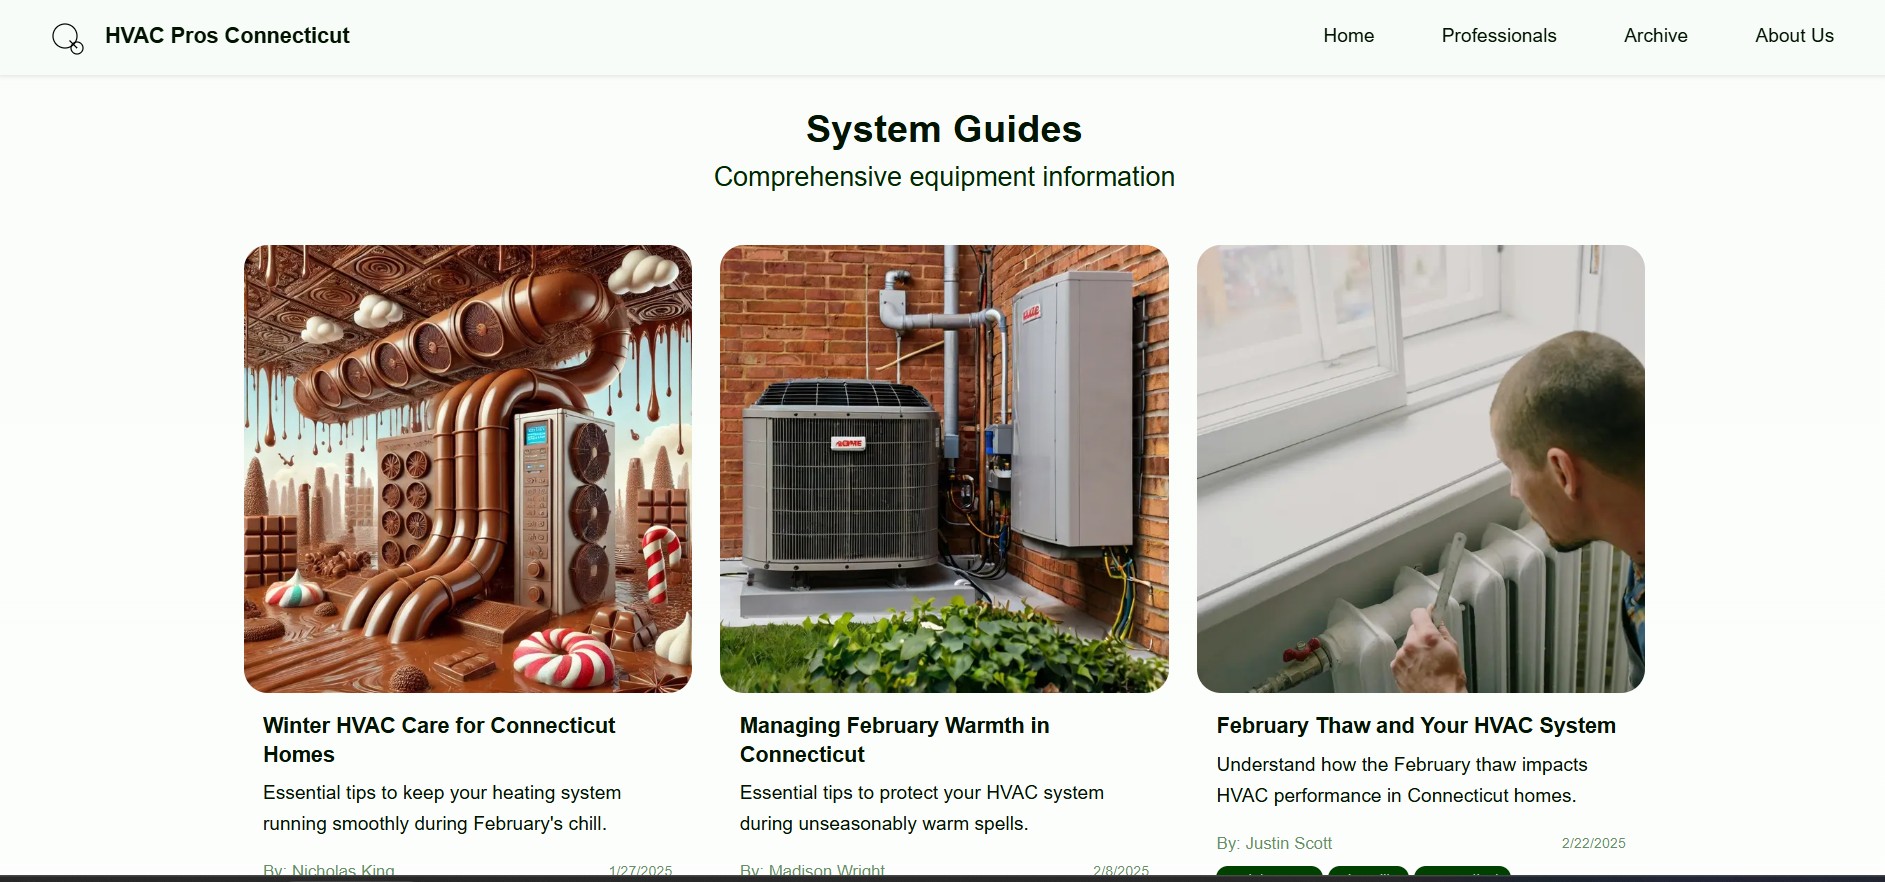 HVAC Pros Connecticut
Home
Professionals
Archive
About Us
System Guides
Comprehensive equipment information
Winter HVAC Care for Connecticut
Homes
Essential tips to keep your heating system
running smoothly during February's chill.
By: Nicholas King
1/27/2025
Managing February Warmth in
Connecticut
Essential tips to protect your HVAC system
during unseasonably warm spells.
By: Madison Wright
2/8/2025
February Thaw and Your HVAC System
Understand how the February thaw impacts
HVAC performance in Connecticut homes.
By: Justin Scott
2/22/2025